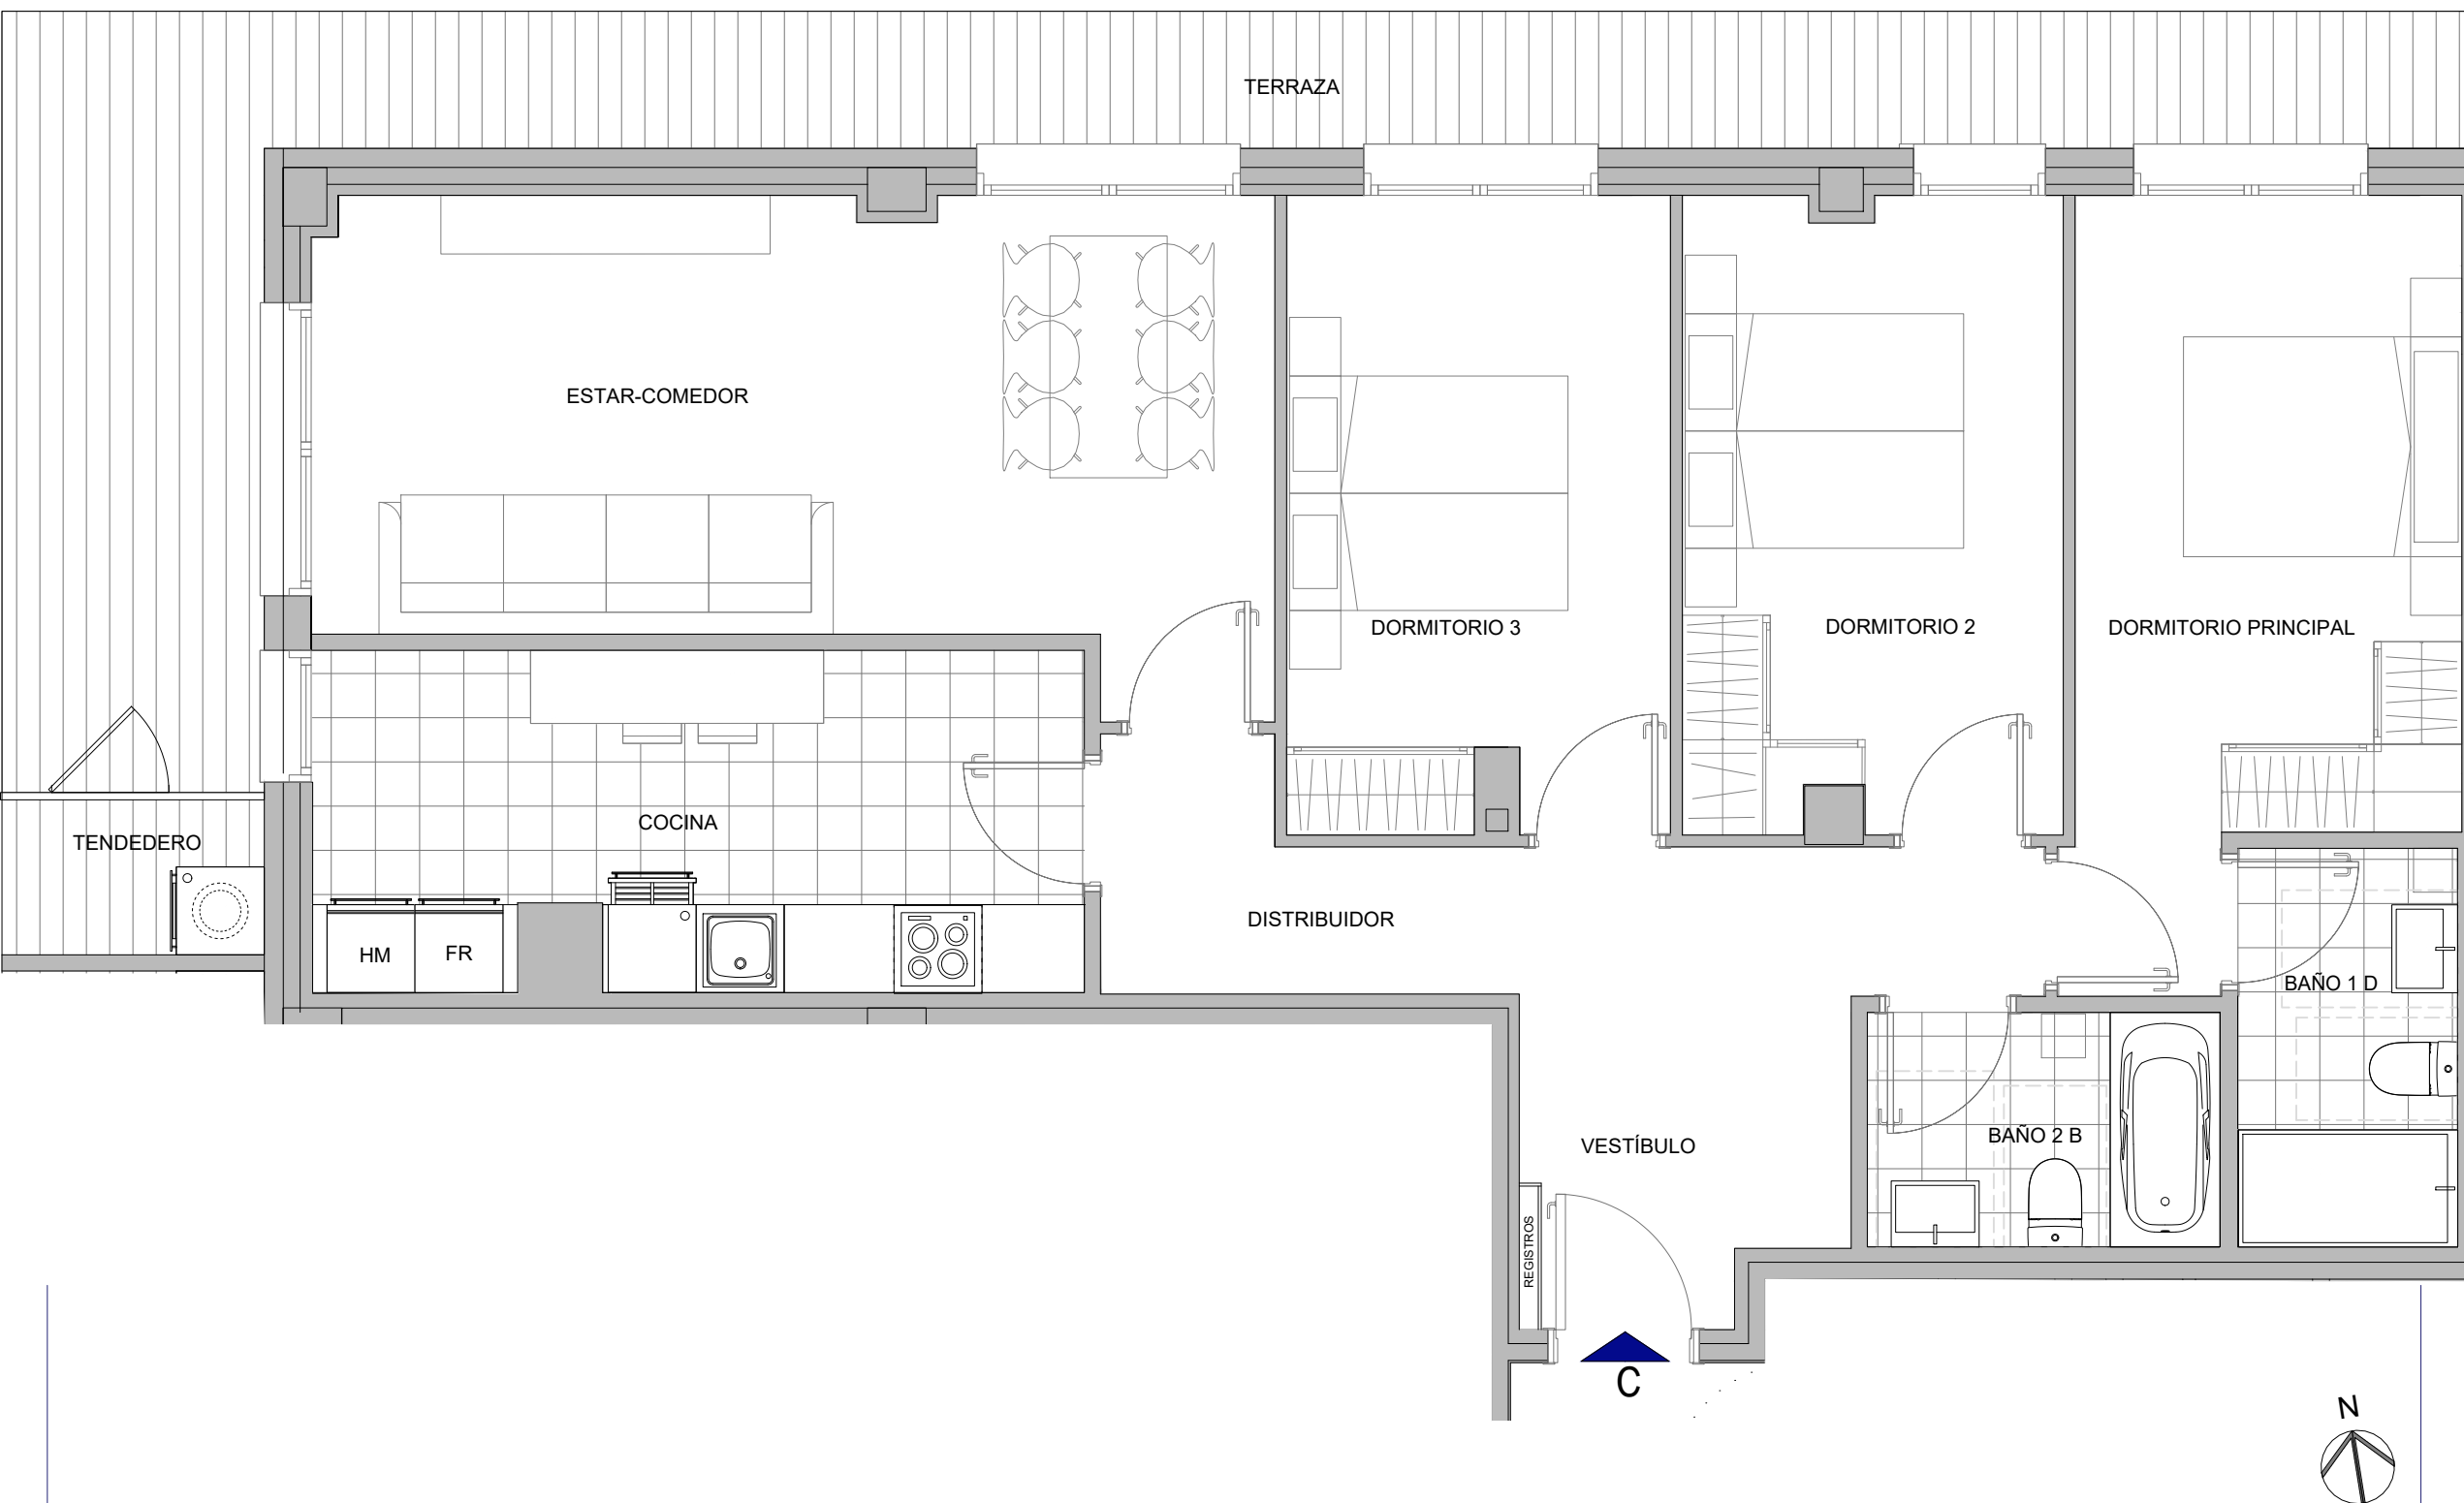 TERRAZA
ESTAR-COMEDOR
DORMITORIO 3
DORMITORIO 2
DORMITORIO PRINCIPAL
COCINA
TENDEDERO
HM
FR
DISTRIBUIDOR
BAÑO 1 D
BAÑO 2 B
VESTÍBULO
REGISTROS
C
N